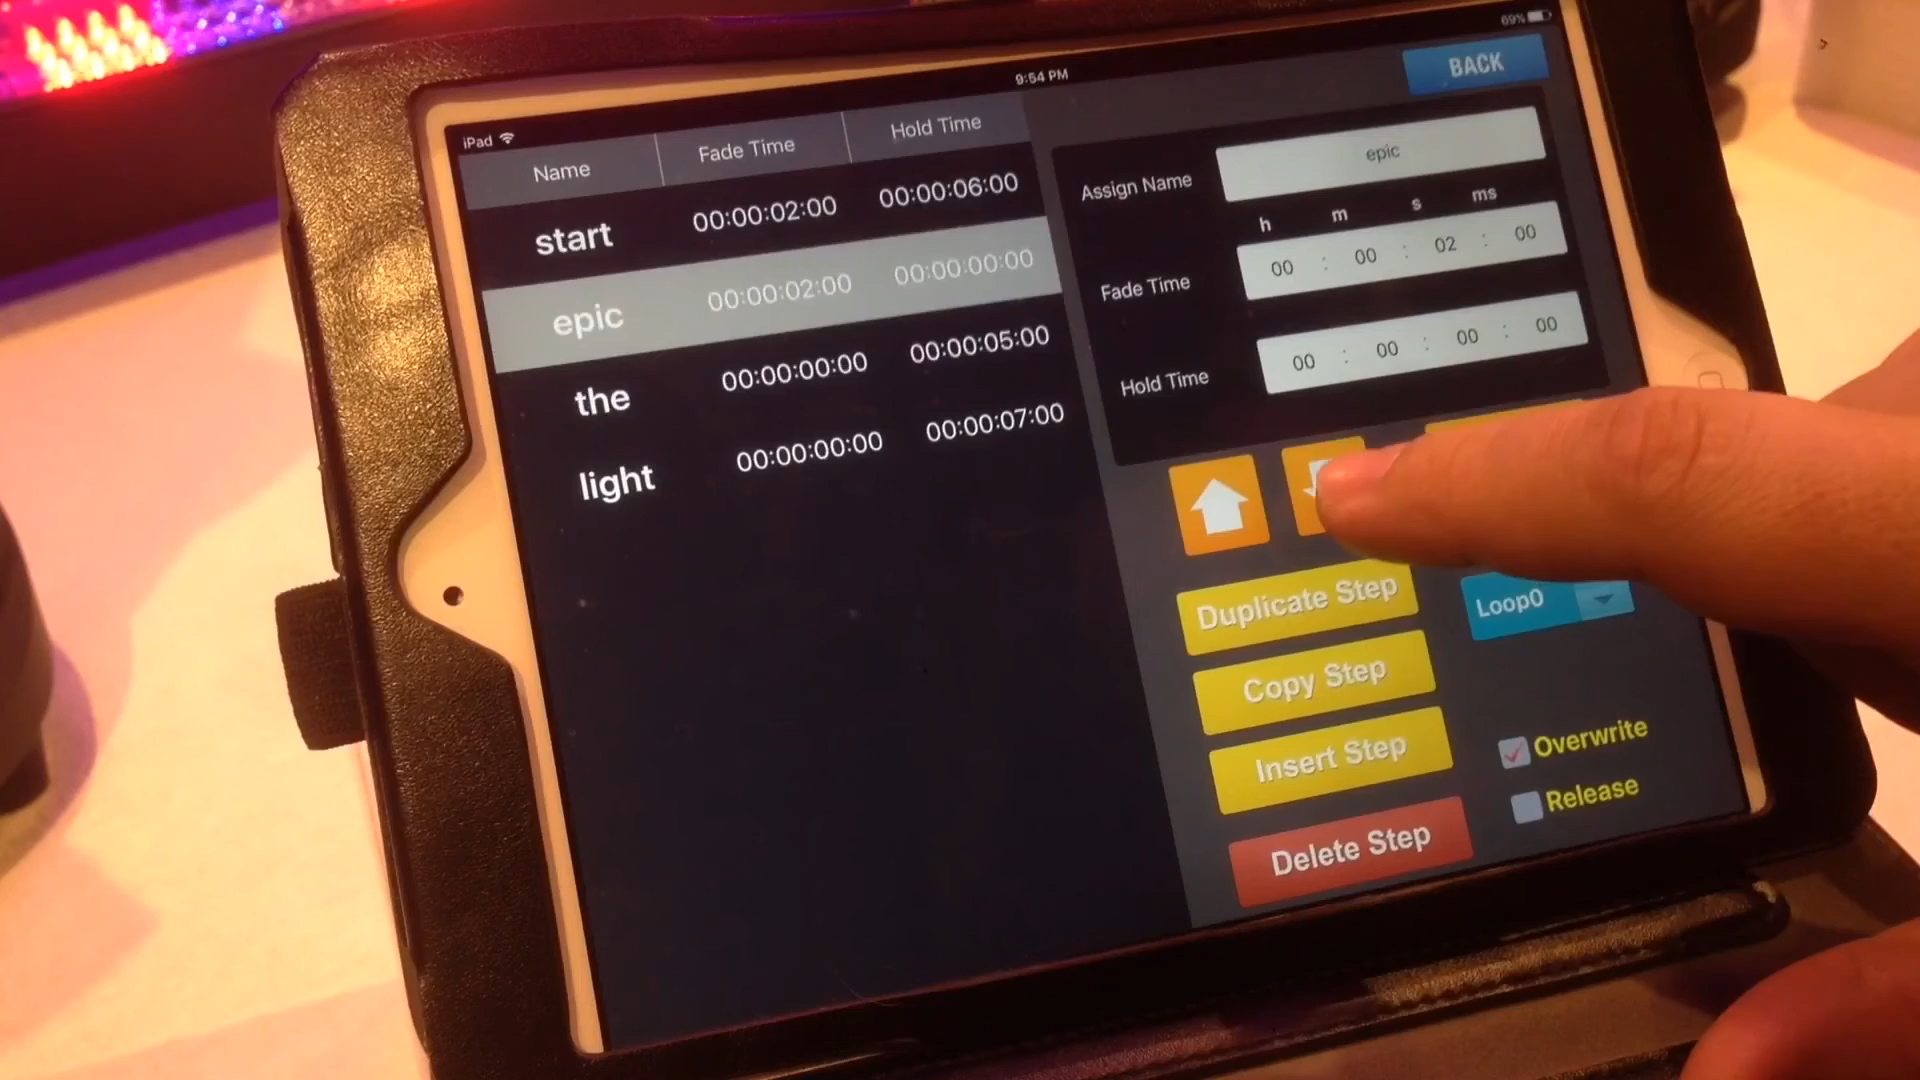 iPad
9:54 PM
69%
BACK
Name Fade Time Hold Time
start 00:00:02:00 00:00:06:00
epic 00:00:02:00 00:00:00:00
the 00:00:00:00 00:00:05:00
light 00:00:00:00 00:00:07:00
Assign Name epic
h m s ms
Fade Time 00 : 00 : 02 : 00
Hold Time 00 : 00 : 00 : 00
Duplicate Step
Loop0
Copy Step
Insert Step
Overwrite
Release
Delete Step